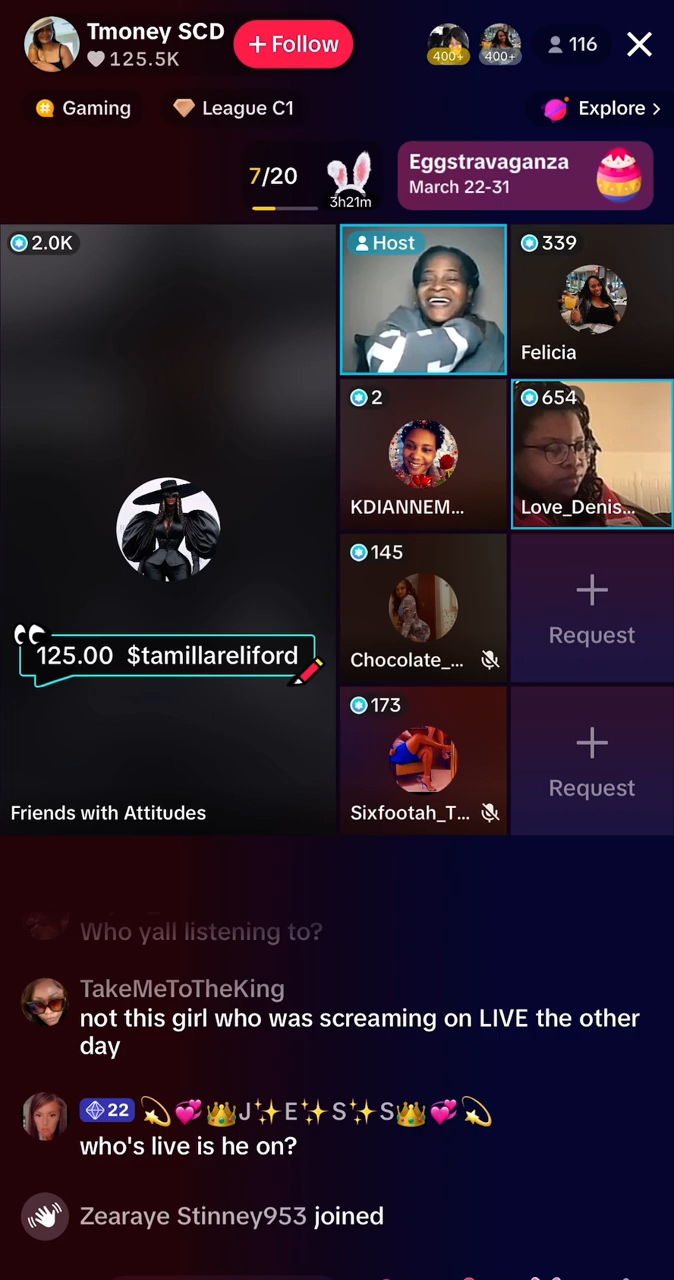 Tmoney SCD
125.5K
+ Follow
400+
400+
116
Gaming
League C1
Explore >
7/20
3h21m
Eggstravaganza
March 22-31
2.0K
125.00 $tamillareliford
Friends with Attitudes
Host
339
Felicia
2
KDIANNEM...
654
Love_Denis...
145
Chocolate_...
Request
173
Sixfootah_T...
Request
Who yall listening to?
TakeMeToTheKing
not this girl who was screaming on LIVE the other
day
22 💫💞👑J✨E✨S✨S👑💞💫
who's live is he on?
Zearaye Stinney953 joined